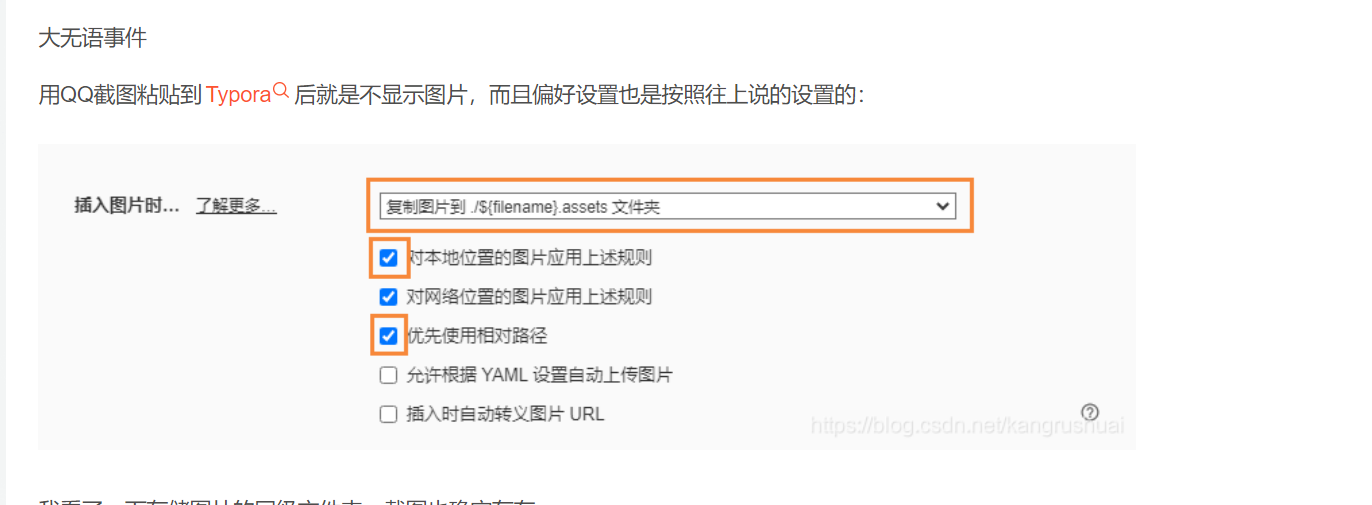 大无语事件
用QQ截图粘贴到 Typora 后就是不显示图片，而且偏好设置也是按照往上说的设置的：
插入图片时... 了解更多...
复制图片到 ./${filename}.assets 文件夹
对本地位置的图片应用上述规则
对网络位置的图片应用上述规则
优先使用相对路径
允许根据 YAML 设置自动上传图片
插入时自动转义图片 URL
https://blog.csdn.net/kangrushuai